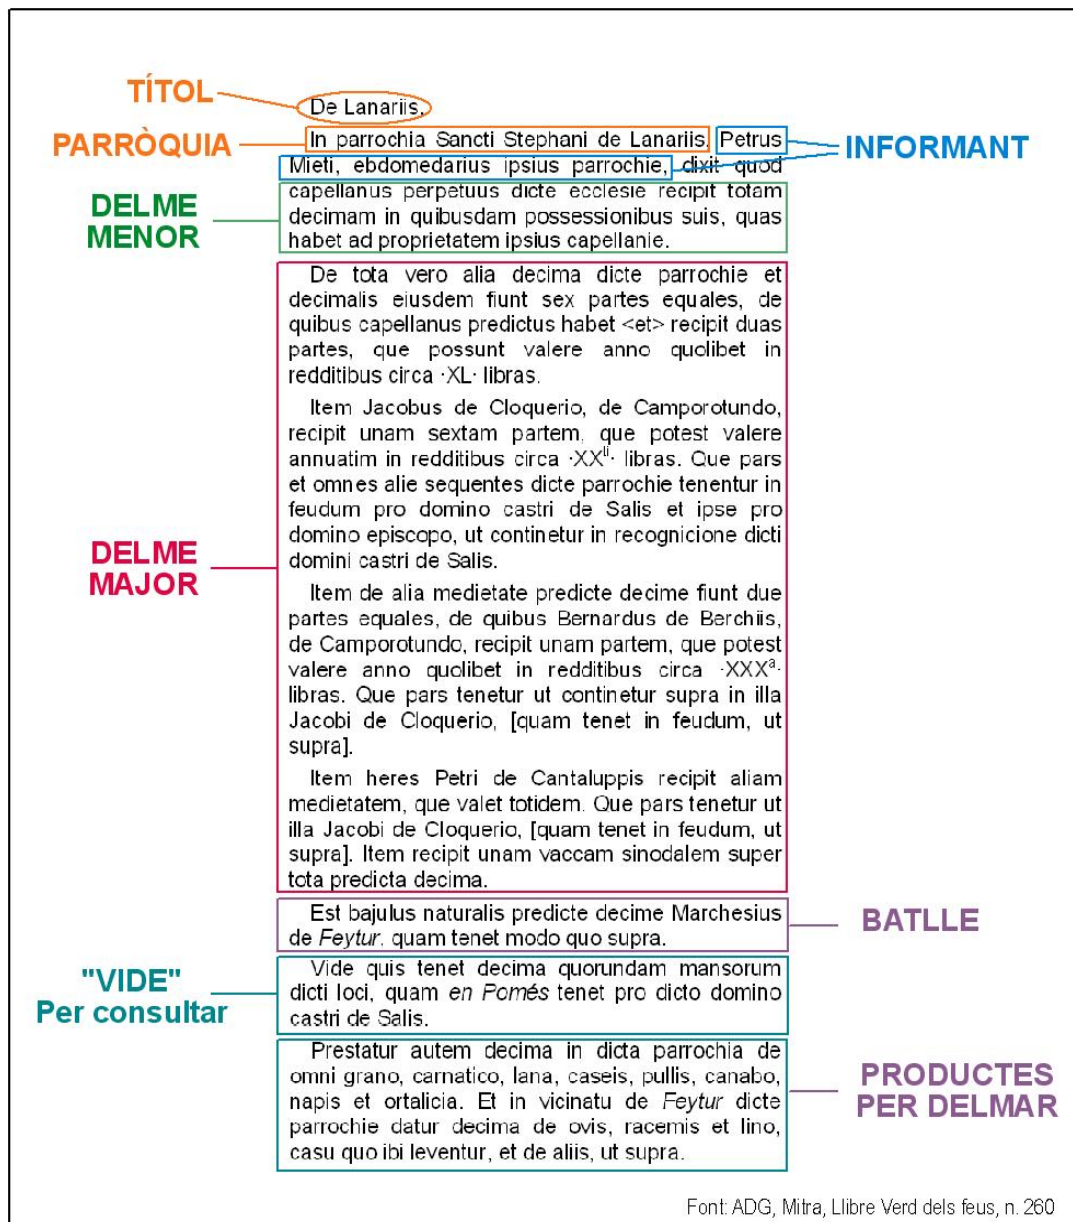 TÍTOL
De Lanariis.
PARRÒQUIA
In parrochia Sancti Stephani de Lanariis. Petrus
INFORMANT
Mieti, ebdomedarius ipsius parrochie, dixit quod
DELME
MENOR
capellanus perpetuus dicte ecclesie recipit totam
decimam in quibusdam possessionibus suis, quas
habet ad proprietatem ipsius capellanie.
DELME
MAJOR
De tota vero alia decima dicte parrochie et
decimalis eiusdem fiunt sex partes equales, de
quibus capellanus predictus habet <et> recipit duas
partes, que possunt valere anno quolibet in
redditibus circa ·XL· libras.
Item Jacobus de Cloquerio, de Camporotundo,
recipit unam sextam partem, que potest valere
annuatim in redditibus circa ·XXti· libras. Que pars
et omnes alie sequentes dicte parrochie tenentur in
feudum pro domino castri de Salis et ipse pro
domino episcopo, ut continetur in recognicione dicti
domini castri de Salis.
Item de alia medietate predicte decime fiunt due
partes equales, de quibus Bernardus de Berchiis,
de Camporotundo, recipit unam partem, que potest
valere anno quolibet in redditibus circa ·XXXa·
libras. Que pars tenetur ut continetur supra in illa
Jacobi de Cloquerio, [quam tenet in feudum, ut
supra].
Item heres Petri de Cantaluppis recipit aliam
medietatem, que valet totidem. Que pars tenetur ut
illa Jacobi de Cloquerio, [quam tenet in feudum, ut
supra]. Item recipit unam vaccam sinodalem super
tota predicta decima.
Est bajulus naturalis predicte decime Marchesius
de Feytur, quam tenet modo quo supra.
BATLLE
"VIDE"
Per consultar
Vide quis tenet decima quorundam mansorum
dicti loci, quam en Pomés tenet pro dicto domino
castri de Salis.
Prestatur autem decima in dicta parrochia de
omni grano, carnatico, lana, caseis, pullis, canabo,
napis et ortalicia. Et in vicinatu de Feytur dicte
parrochie datur decima de ovis, racemis et lino,
casu quo ibi leventur, et de aliis, ut supra.
PRODUCTES
PER DELMAR
Font: ADG, Mitra, Llibre Verd dels feus, n. 260